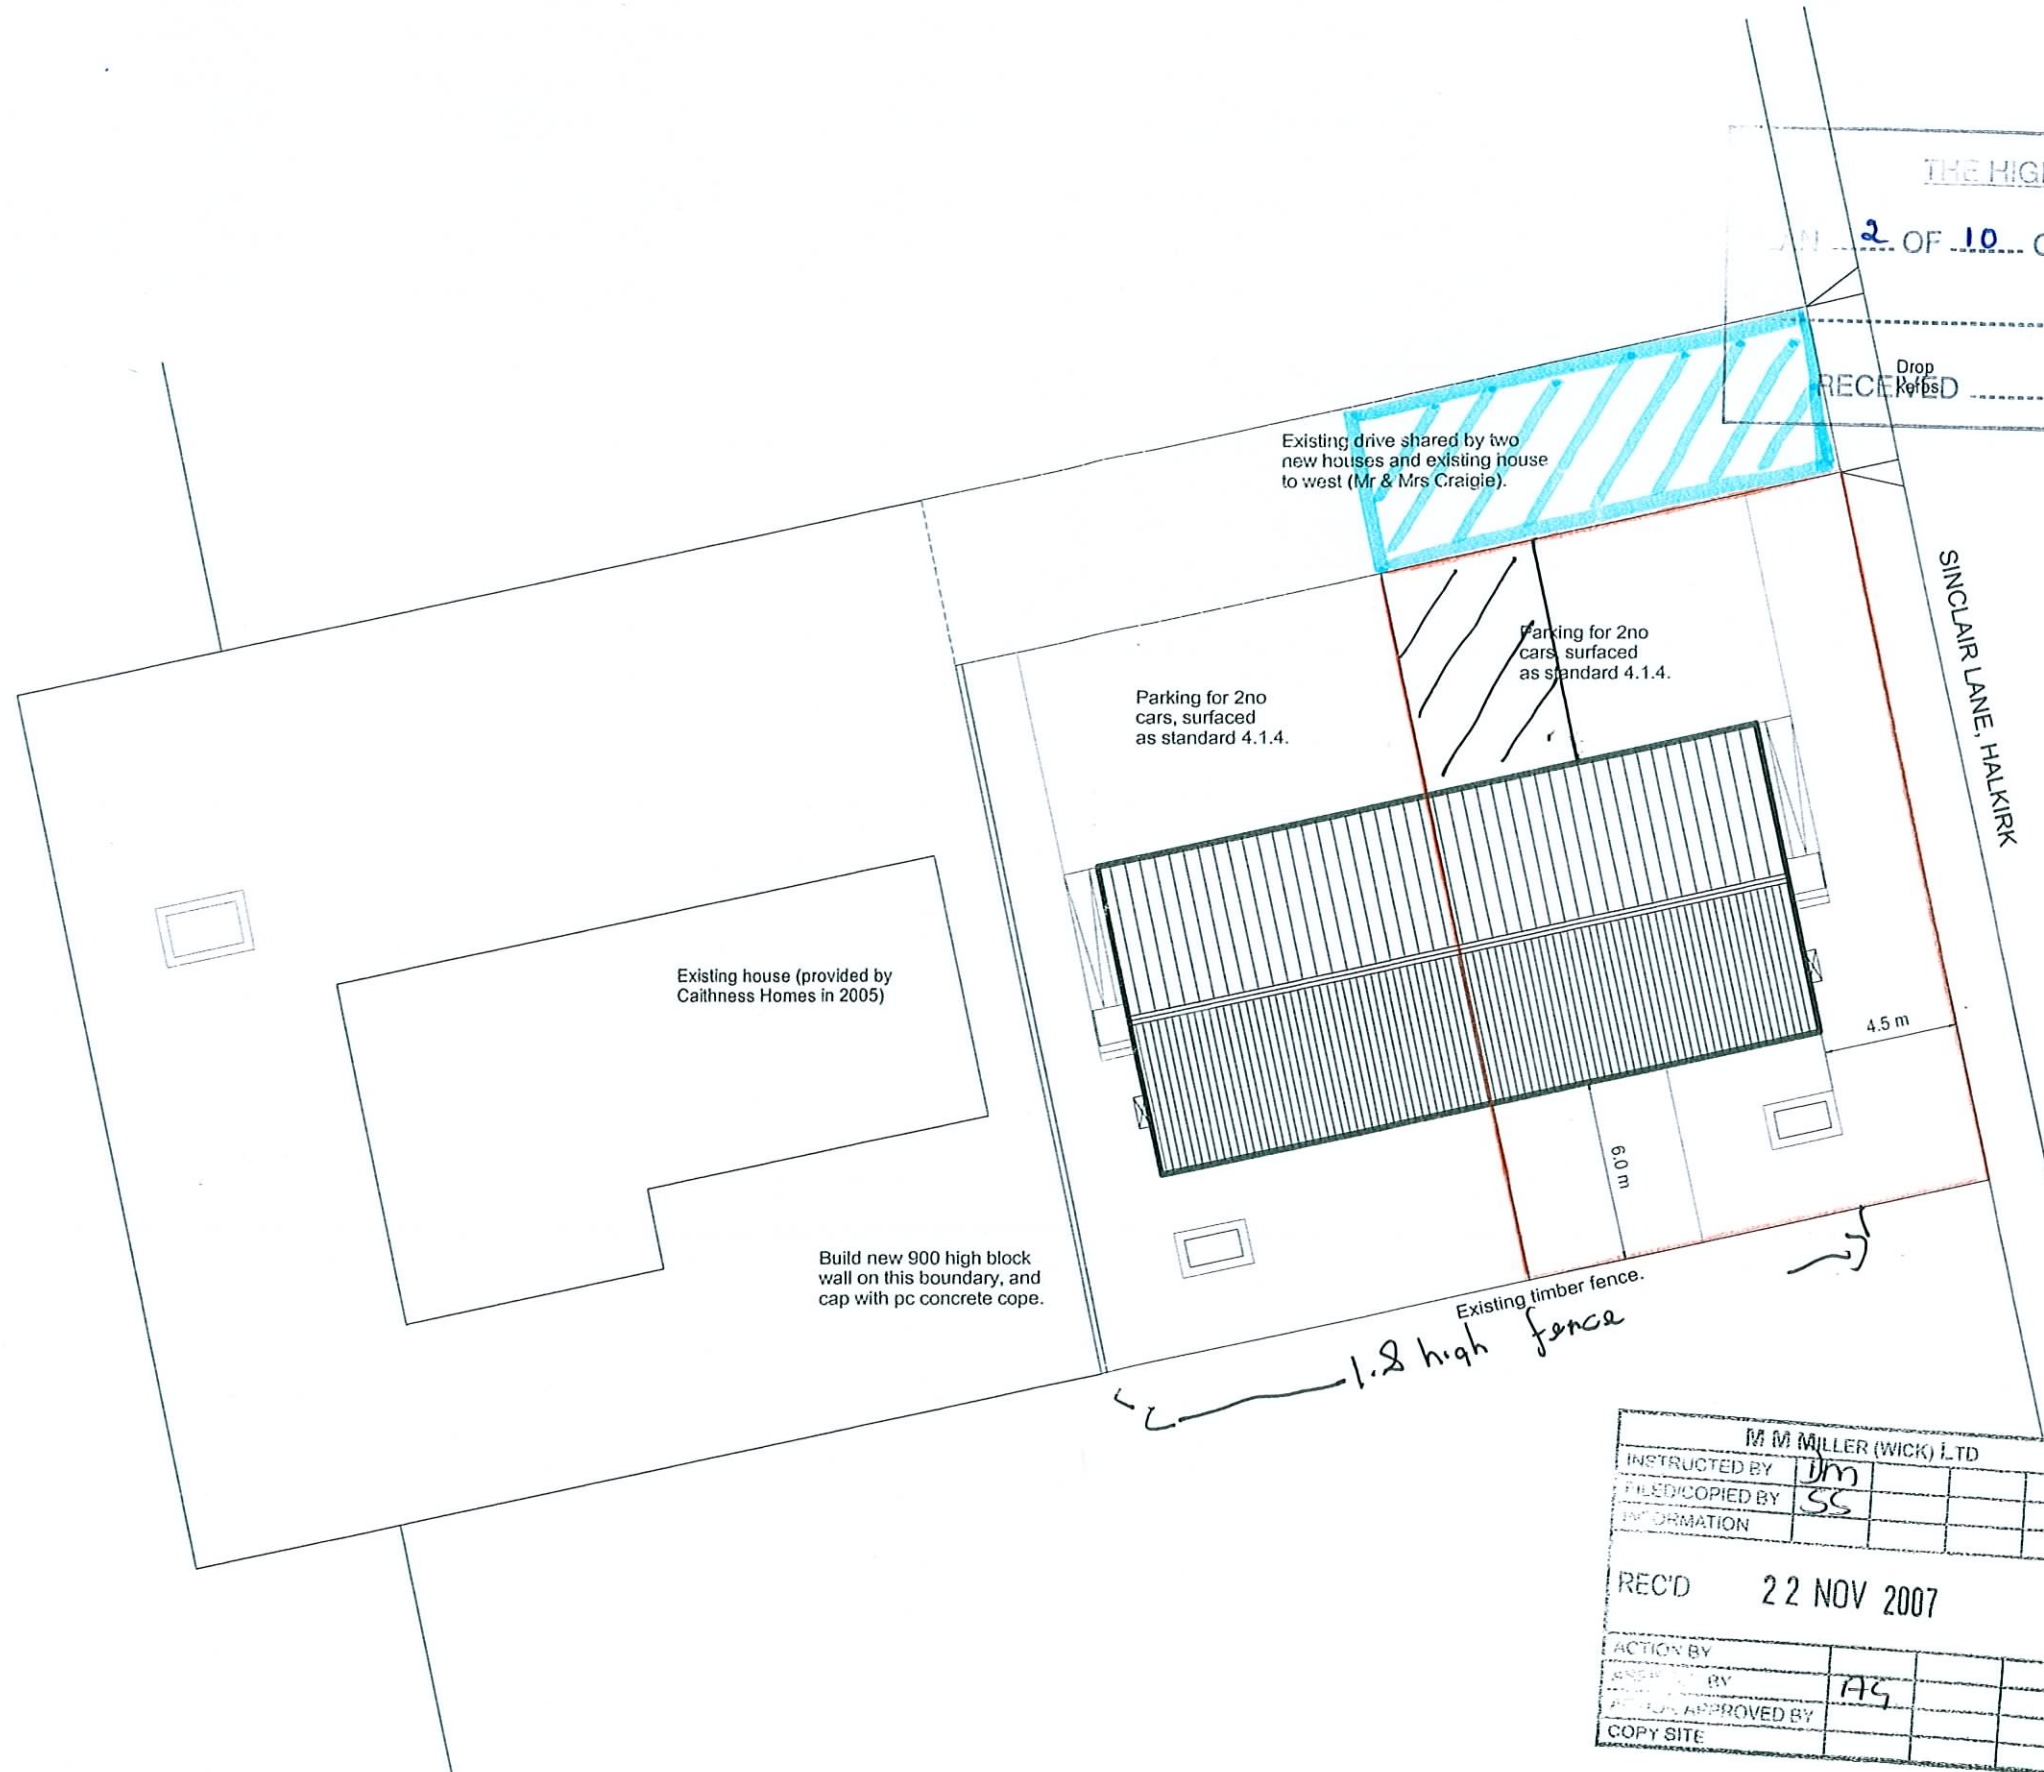 THE HIG
2 OF 10
RECEIVED
Drop
kerbs.
Existing drive shared by two
new houses and existing house
to west (Mr & Mrs Craigie).
SINCLAIR LANE, HALKIRK
Parking for 2no
cars, surfaced
as standard 4.1.4.
Parking for 2no
cars, surfaced
as standard 4.1.4.
Existing house (provided by
Caithness Homes in 2005)
4.5 m
6.0 m
Build new 900 high block
wall on this boundary, and
cap with pc concrete cope.
Existing timber fence.
1.8 high fence
M M MILLER (WICK) LTD
INSTRUCTED BY DM
FILED/COPIED BY SS
INFORMATION
REC'D 22 NOV 2007
ACTION BY
BY AG
APPROVED BY
COPY SITE